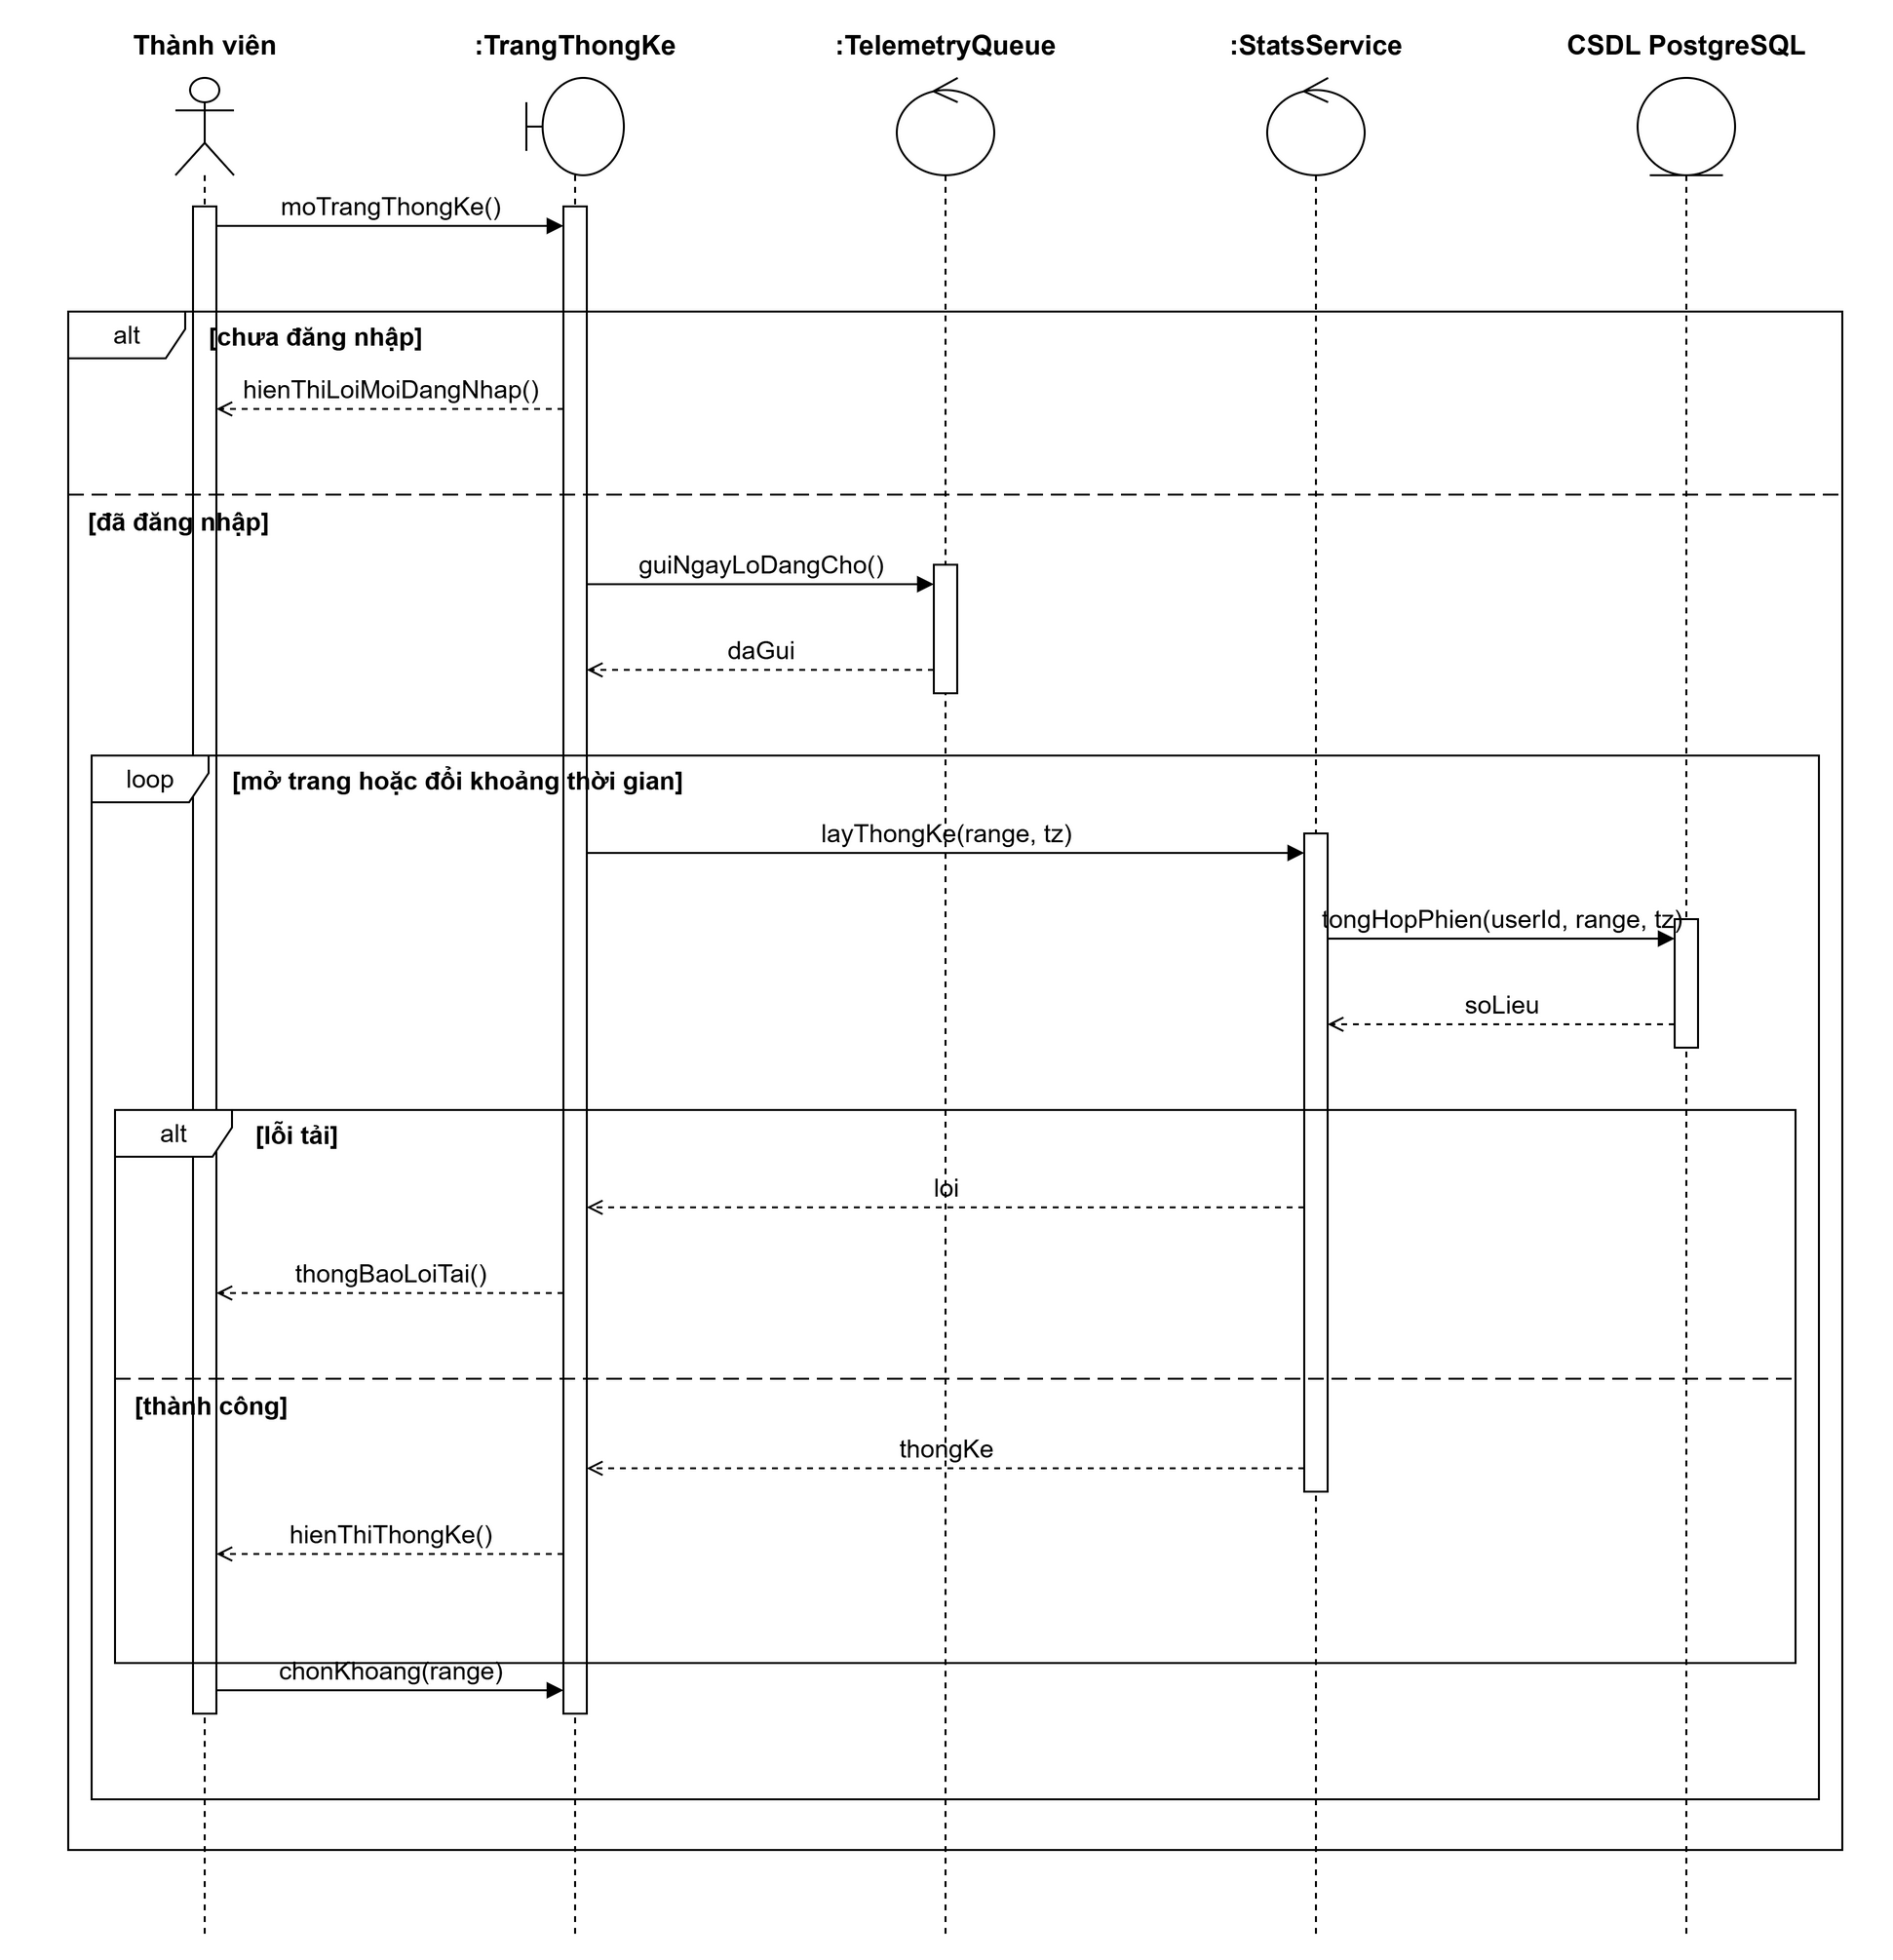 Thành viên
:TrangThongKe
:TelemetryQueue
:StatsService
CSDL PostgreSQL
moTrangThongKe()
alt
[chưa đăng nhập]
hienThiLoiMoiDangNhap()
[đã đăng nhập]
guiNgayLoDangCho()
daGui
loop
[mở trang hoặc đổi khoảng thời gian]
layThongKe(range, tz)
tongHopPhien(userId, range, tz)
soLieu
alt
[lỗi tải]
loi
thongBaoLoiTai()
[thành công]
thongKe
hienThiThongKe()
chonKhoang(range)